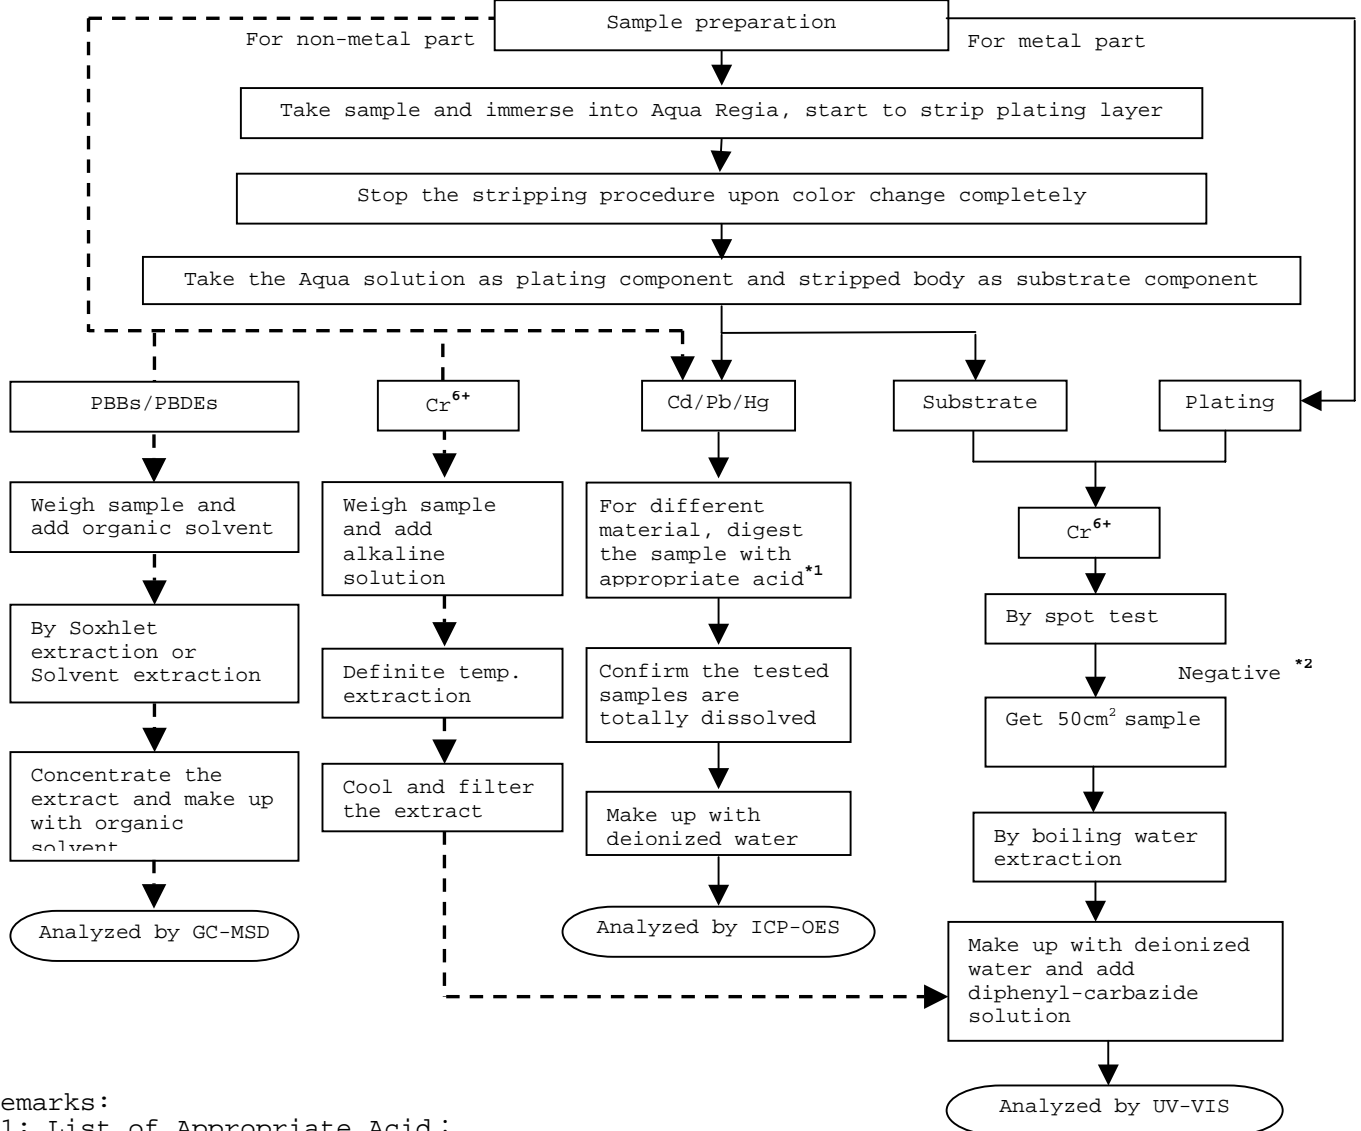 Sample preparation
For non-metal part
For metal part
Take sample and immerse into Aqua Regia, start to strip plating layer
Stop the stripping procedure upon color change completely
Take the Aqua solution as plating component and stripped body as substrate component
PBBs/PBDEs
Cr6+
Cd/Pb/Hg
Substrate
Plating
Weigh sample and
add organic solvent
Weigh sample
and add
alkaline
solution
For different
material, digest
the sample with
appropriate acid*1
Cr6+
By spot test
By Soxhlet
extraction or
Solvent extraction
Definite temp.
extraction
Confirm the tested
samples are
totally dissolved
Negative *2
Get 50cm2 sample
Concentrate the
extract and make up
with organic
solvent
Cool and filter
the extract
Make up with
deionized water
By boiling water
extraction
Analyzed by GC-MSD
Analyzed by ICP-OES
Make up with deionized
water and add
diphenyl-carbazide
solution
Analyzed by UV-VIS
emarks:
1: List of Appropriate Acid: